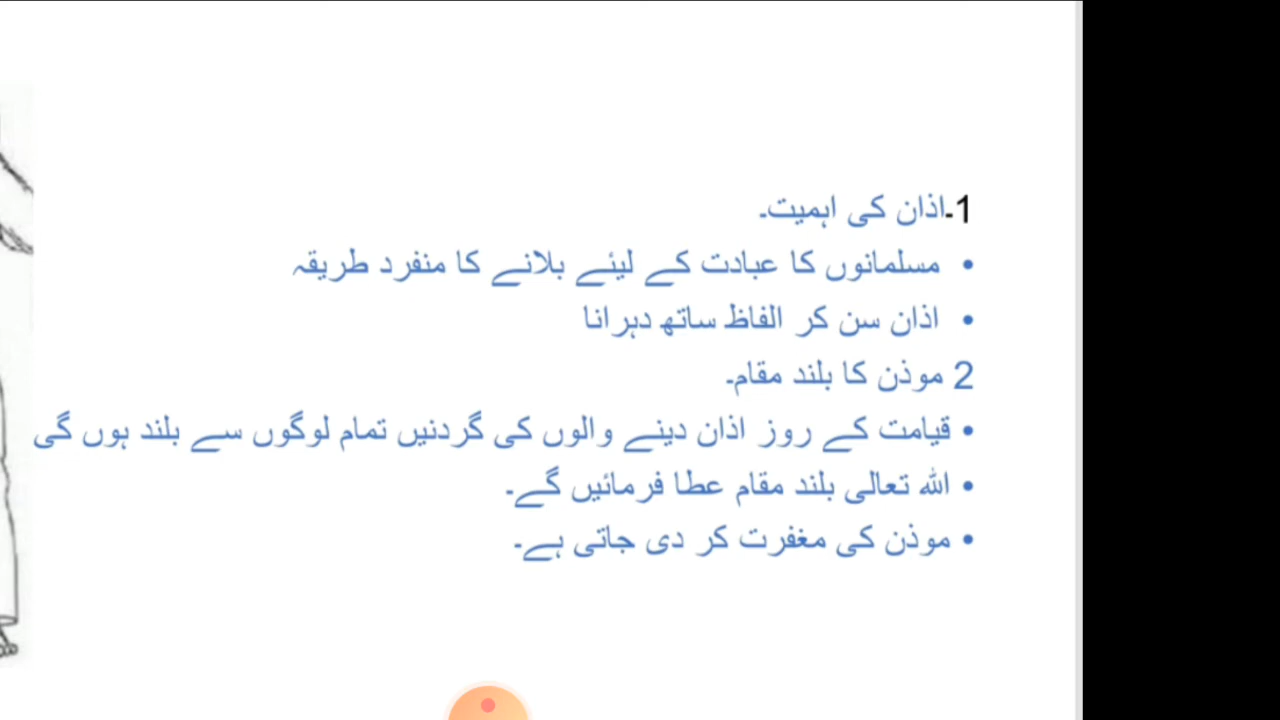 1۔اذان کی اہمیت۔
• مسلمانوں کا عبادت کے لیئے بلانے کا منفرد طریقہ
• اذان سن کر الفاظ ساتھ دہرانا
2 موذن کا بلند مقام۔
• قیامت کے روز اذان دینے والوں کی گردنیں تمام لوگوں سے بلند ہوں گی
• اللہ تعالی بلند مقام عطا فرمائیں گے۔
• موذن کی مغفرت کر دی جاتی ہے۔